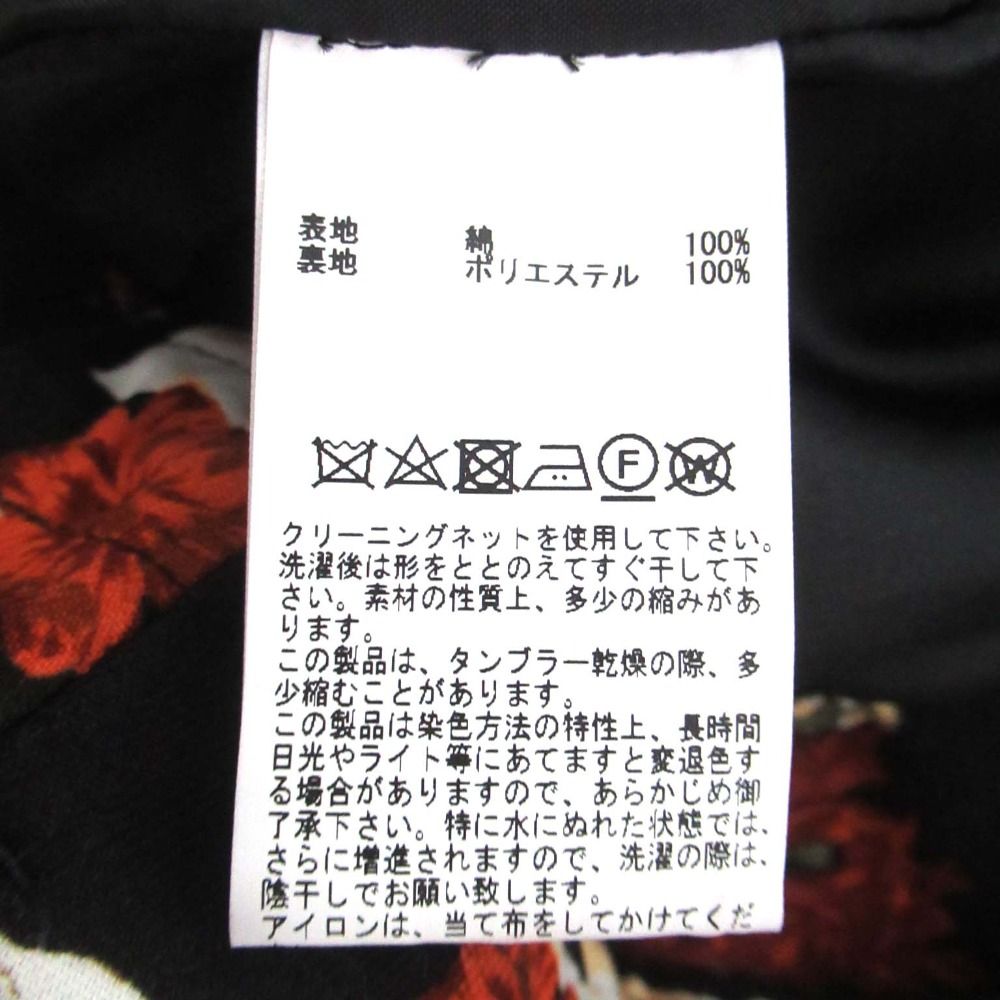 表地 綿 100%
裏地 ポリエステル 100%
F
W
クリーニングネットを使用して下さい。
洗濯後は形をととのえてすぐ干して下
さい。素材の性質上、多少の縮みがあ
ります。
この製品は、タンブラー乾燥の際、多
少縮むことがあります。
この製品は染色方法の特性上、長時間
日光やライト等にあてますと変退色す
る場合がありますので、あらかじめ御
了承下さい。特に水にぬれた状態では、
さらに増進されますので、洗濯の際は、
陰干しでお願い致します。
アイロンは、当て布をしてかけてくだ